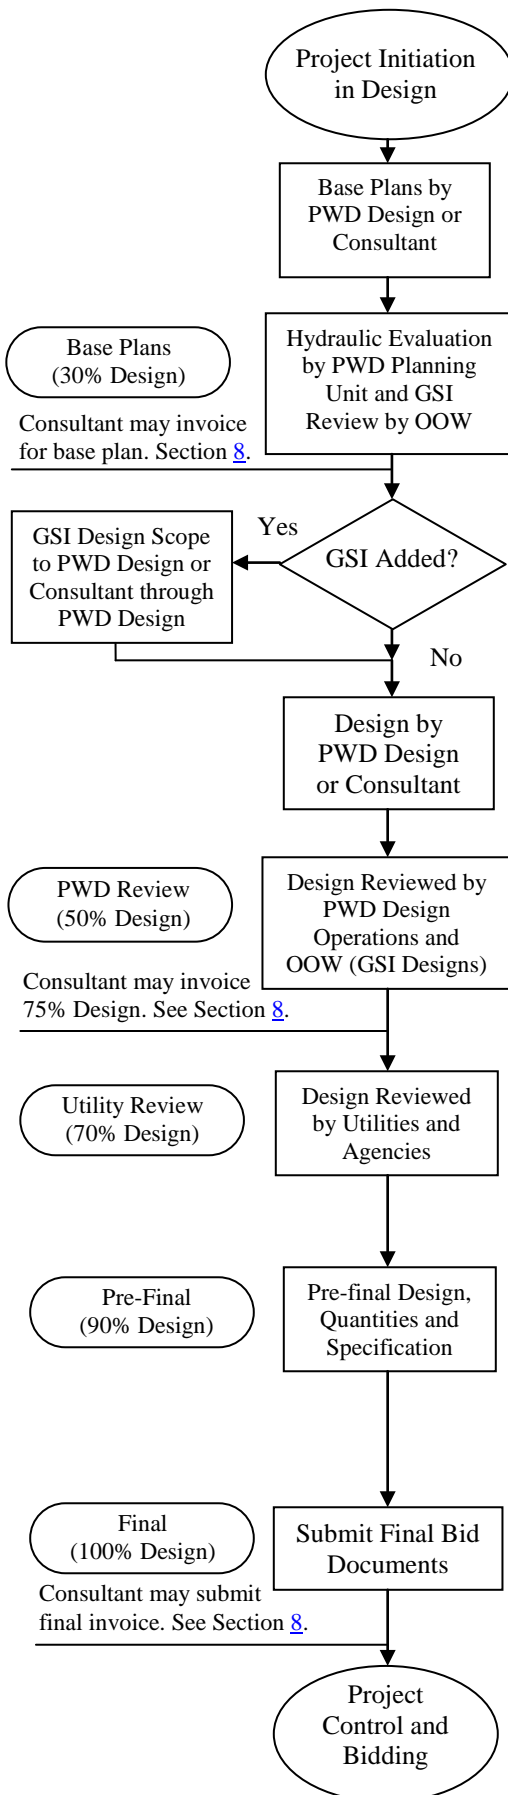 Project Initiation
in Design
Base Plans by
PWD Design or
Consultant
Base Plans
(30% Design)
Hydraulic Evaluation
by PWD Planning
Unit and GSI
Review by OOW
Consultant may invoice
for base plan. Section 8.
GSI Design Scope
to PWD Design or
Consultant through
PWD Design
Yes
GSI Added?
No
Design by
PWD Design
or Consultant
PWD Review
(50% Design)
Design Reviewed by
PWD Design
Operations and
OOW (GSI Designs)
Consultant may invoice
75% Design. See Section 8.
Utility Review
(70% Design)
Design Reviewed
by Utilities and
Agencies
Pre-Final
(90% Design)
Pre-final Design,
Quantities and
Specification
Final
(100% Design)
Submit Final Bid
Documents
Consultant may submit
final invoice. See Section 8.
Project
Control and
Bidding